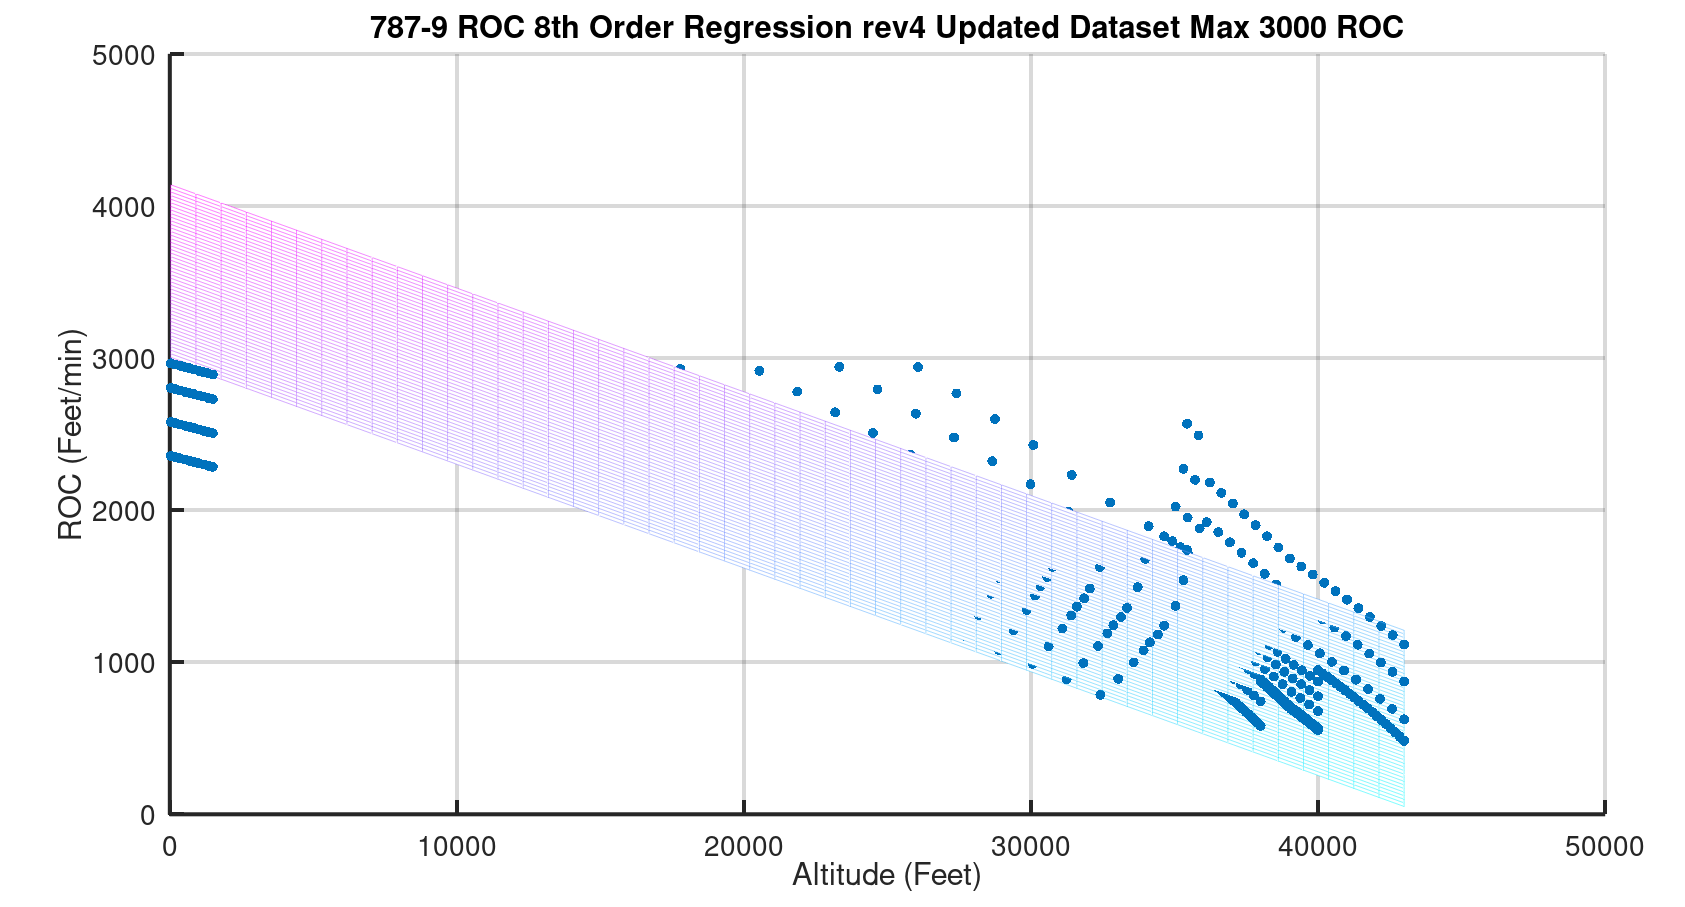 787-9 ROC 8th Order Regression rev4 Updated Dataset Max 3000 ROC
5000
4000
3000
2000
1000
0
ROC (Feet/min)
0 10000 20000 30000 40000 50000
Altitude (Feet)